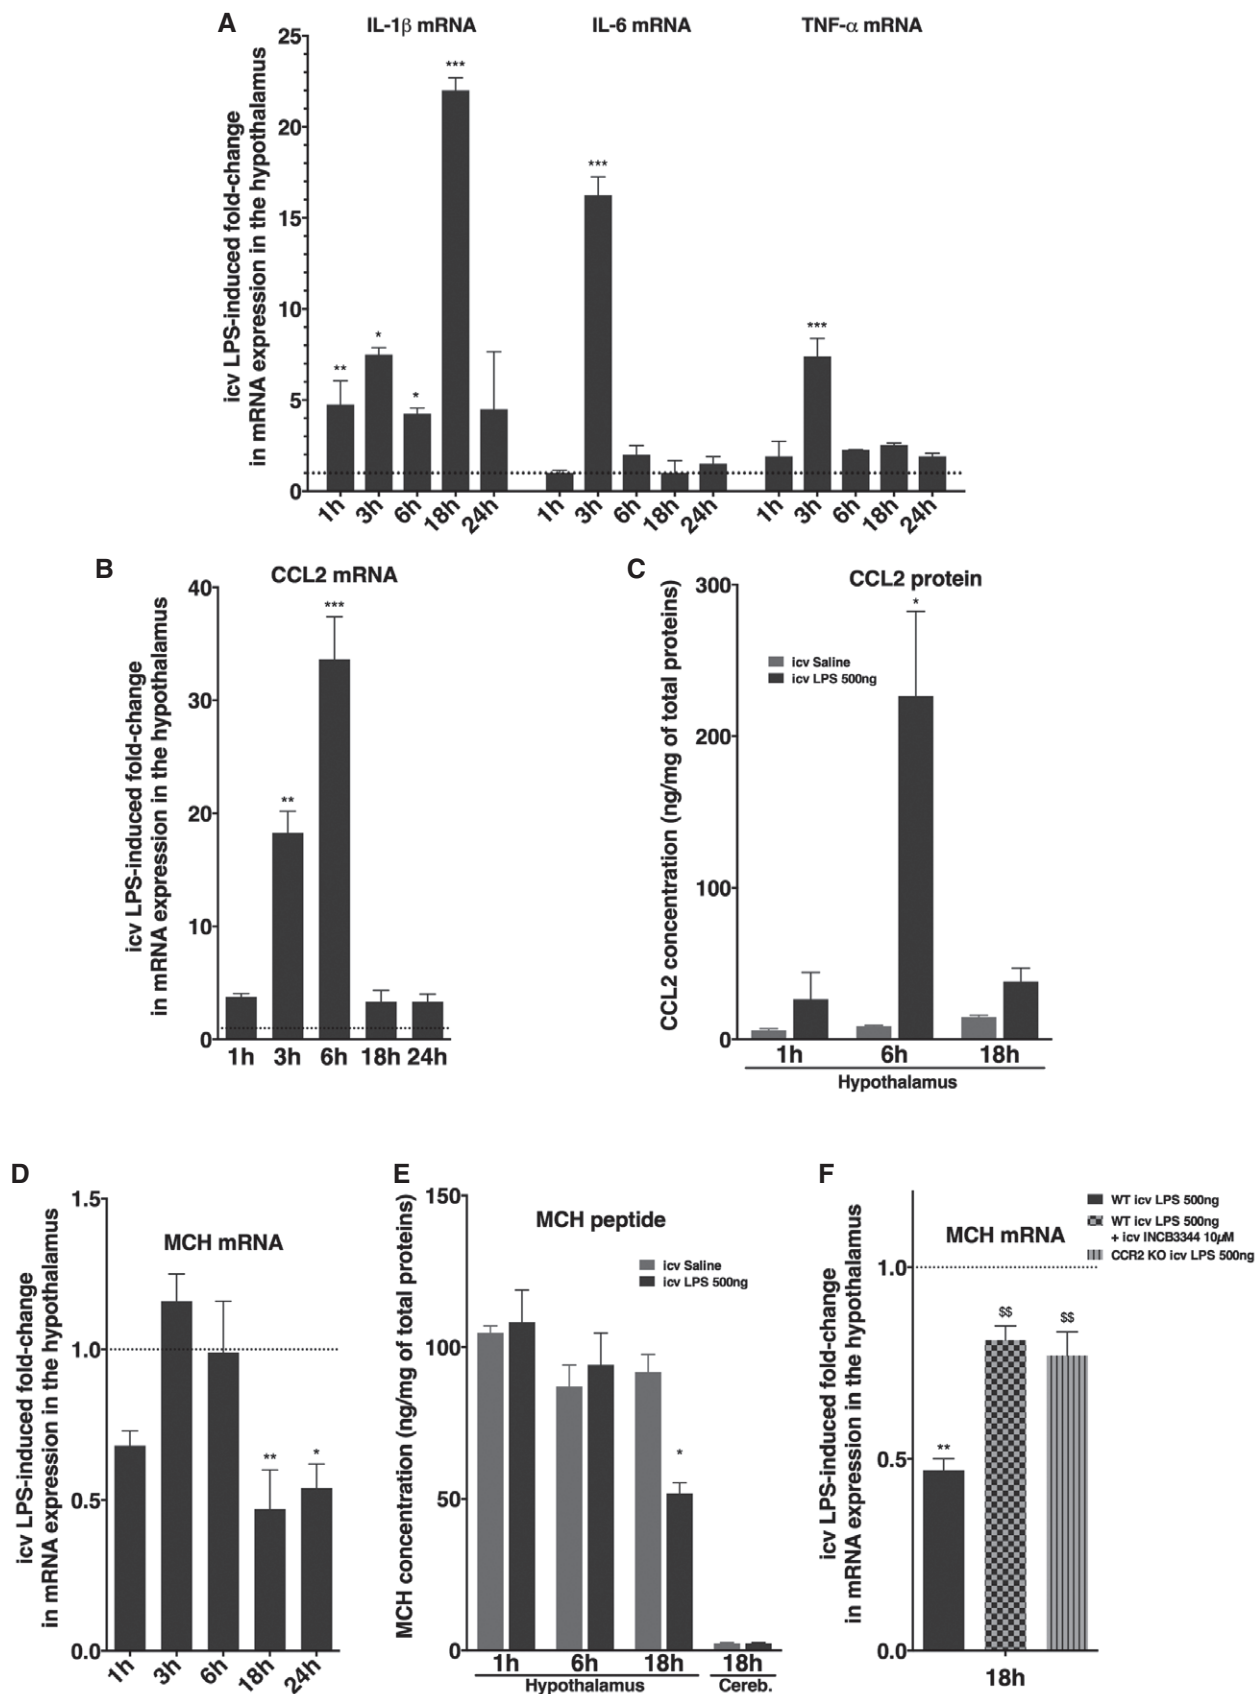 A
IL-1β mRNA
IL-6 mRNA
TNF-α mRNA
icv LPS-induced fold-change
in mRNA expression in the hypothalamus
25
20
15
10
5
0
**
*
*
***
***
***
1h
3h
6h
18h
24h
1h
3h
6h
18h
24h
1h
3h
6h
18h
24h
B
CCL2 mRNA
icv LPS-induced fold-change
in mRNA expression in the hypothalamus
40
30
20
10
0
**
***
1h
3h
6h
18h
24h
C
CCL2 protein
CCL2 concentration (ng/mg of total proteins)
300
200
100
0
icv Saline
icv LPS 500ng
*
1h
6h
18h
Hypothalamus
D
MCH mRNA
icv LPS-induced fold-change
in mRNA expression in the hypothalamus
1.5
1.0
0.5
0.0
**
*
1h
3h
6h
18h
24h
E
MCH peptide
MCH concentration (ng/mg of total proteins)
150
100
50
0
icv Saline
icv LPS 500ng
*
1h
6h
18h
18h
Hypothalamus
Cereb.
F
MCH mRNA
icv LPS-induced fold-change
in mRNA expression in the hypothalamus
1.0
0.5
0.0
WT icv LPS 500ng
WT icv LPS 500ng
+ icv INCB3344 10µM
CCR2 KO icv LPS 500ng
**
$$
$$
18h